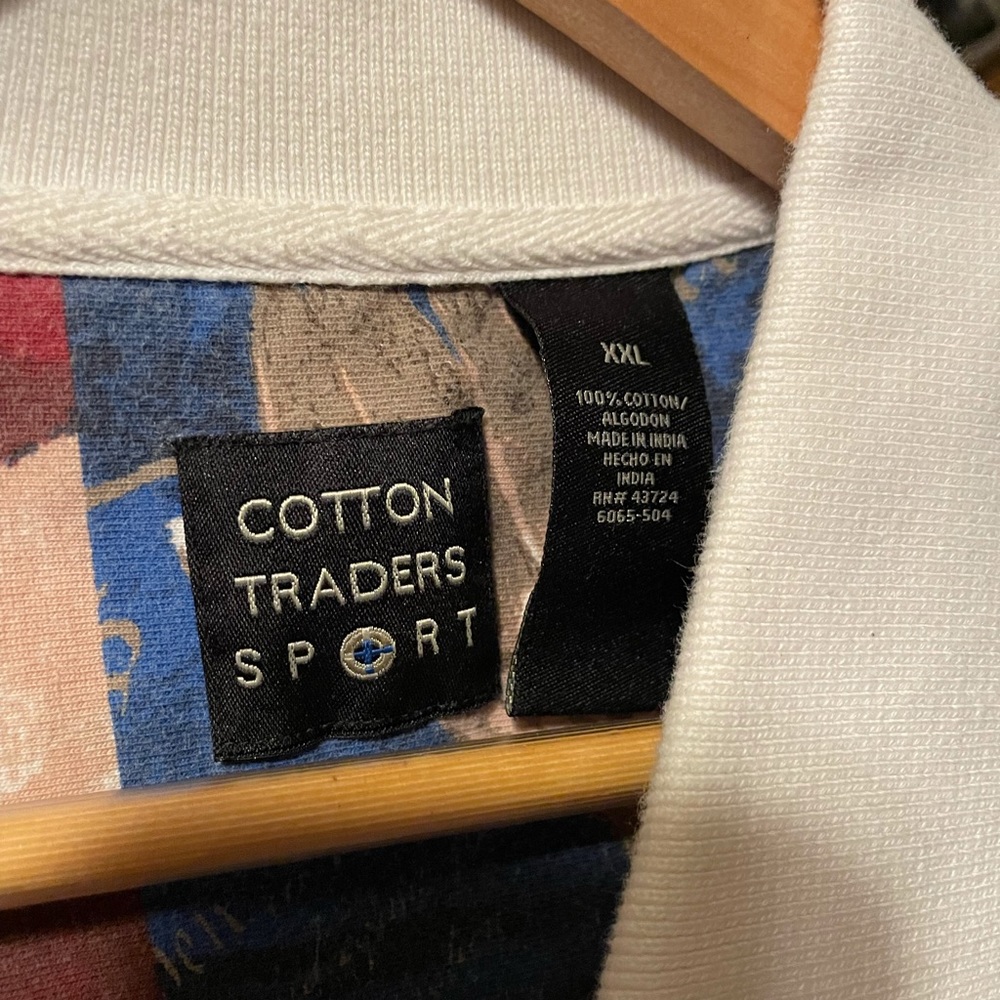 COTTON
TRADERS
SPORT
XXL
100% COTTON/
ALGODON
MADE IN INDIA
HECHO EN
INDIA
RN# 43724
6065-504